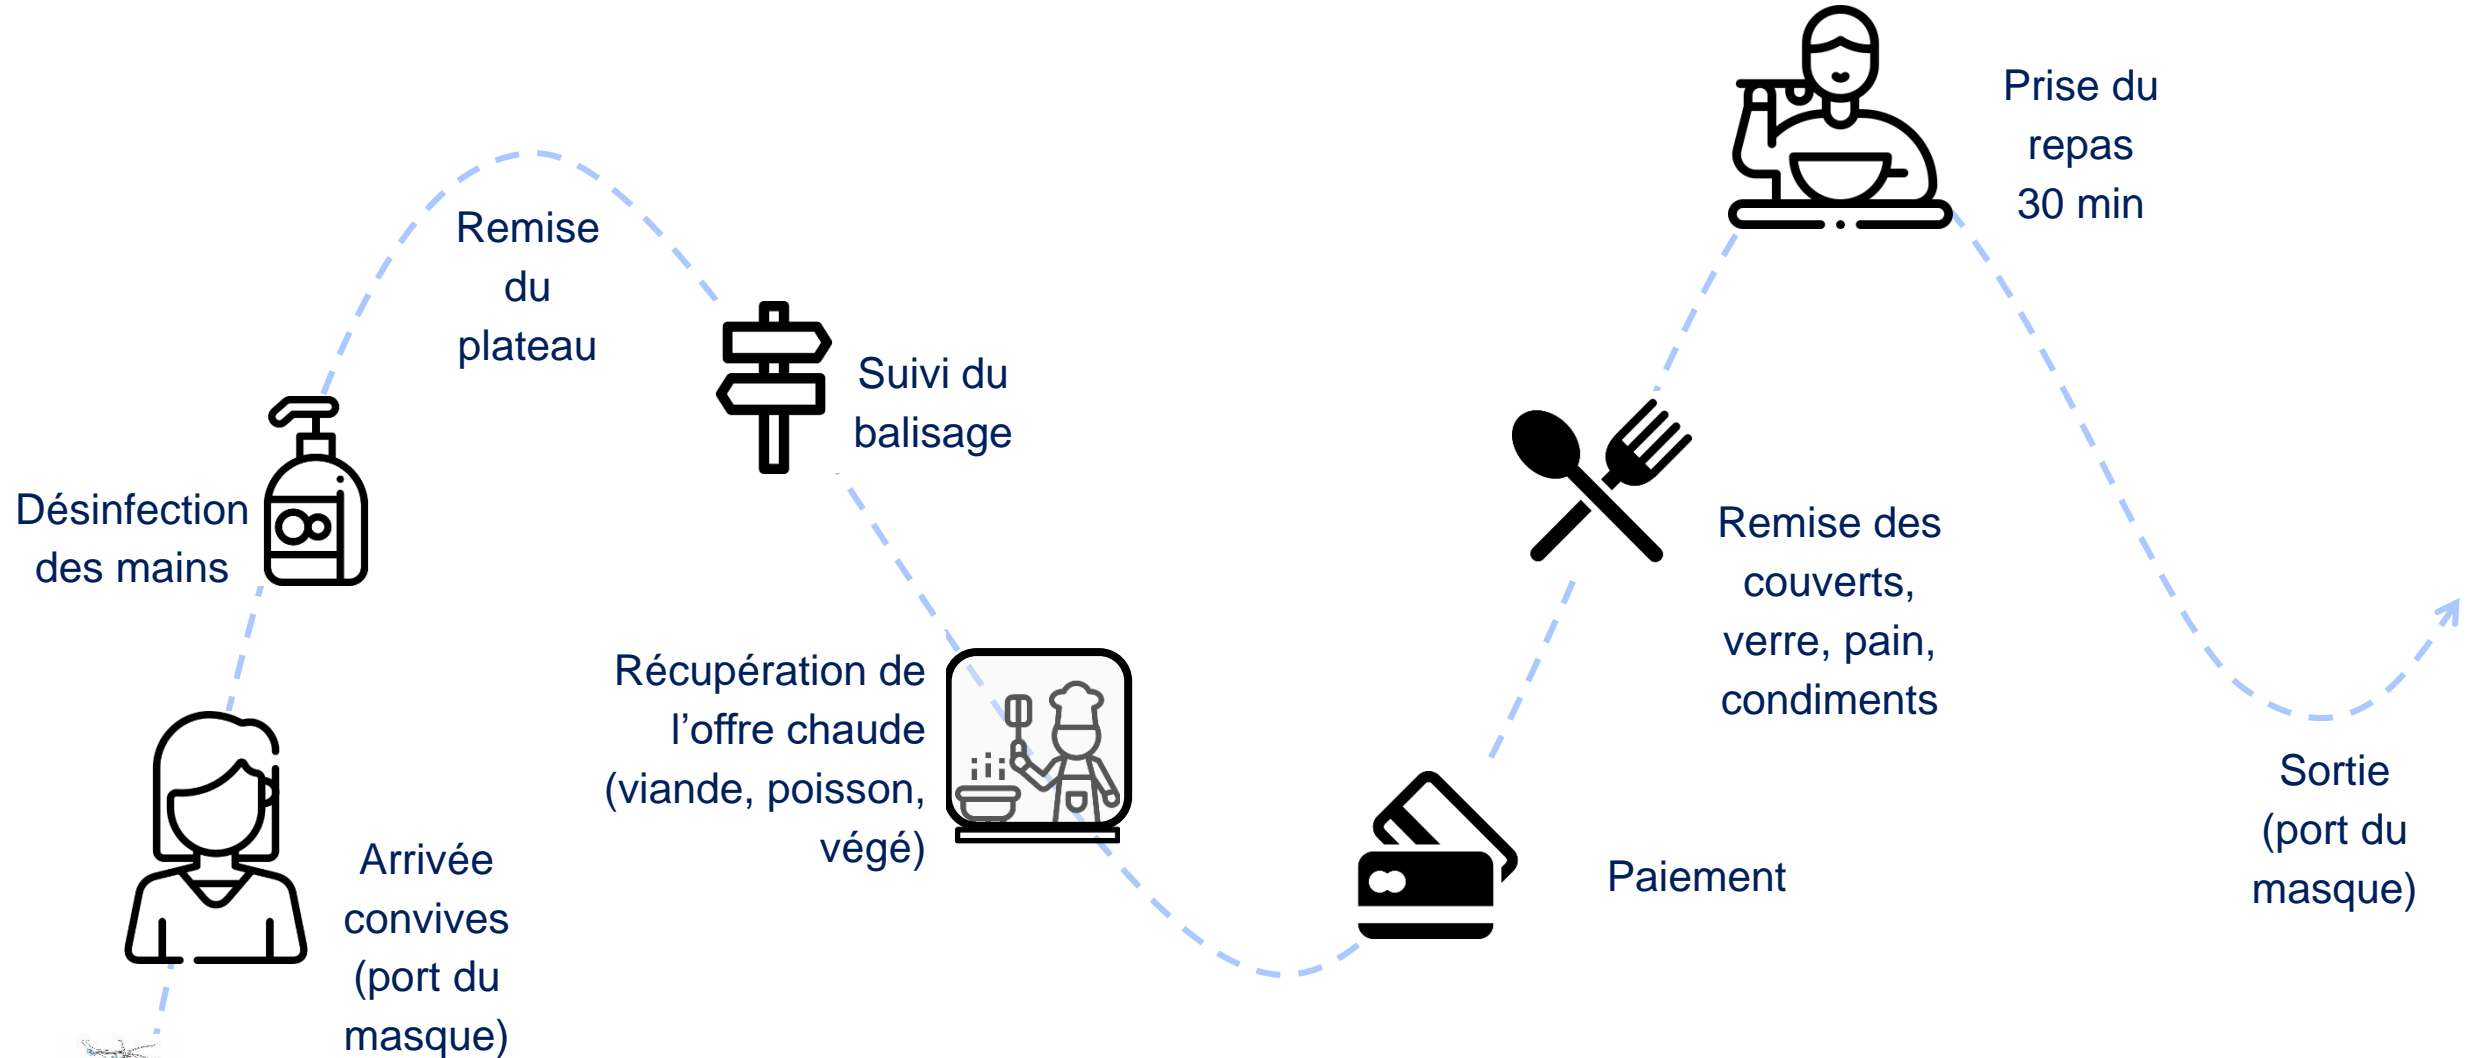 Arrivée
convives
(port du
masque)
Désinfection
des mains
Remise
du
plateau
Suivi du
balisage
Récupération de
l’offre chaude
(viande, poisson,
végé)
Paiement
Remise des
couverts,
verre, pain,
condiments
Prise du
repas
30 min
Sortie
(port du
masque)